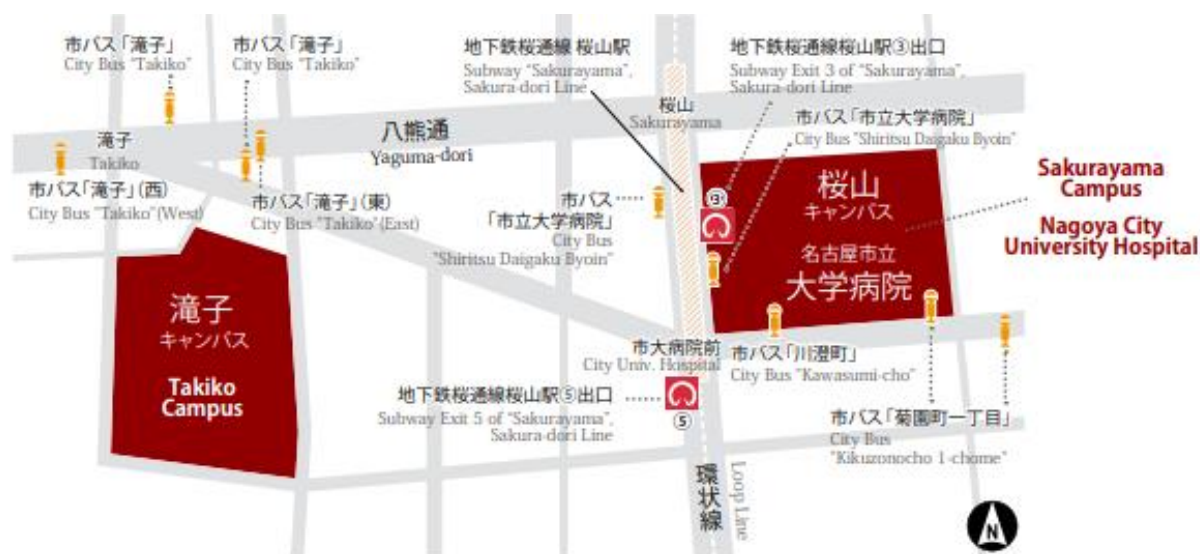 市バス「滝子」
City Bus "Takiko"
市バス「滝子」
City Bus "Takiko"
地下鉄桜通線 桜山駅
Subway "Sakurayama",
Sakura-dori Line
地下鉄桜通線桜山駅③出口
Subway Exit 3 of "Sakurayama",
Sakura-dori Line
桜山
Sakurayama
市バス「市立大学病院」
City Bus "Shiritsu Daigaku Byoin"
滝子
Takiko
八熊通
Yaguma-dori
市バス「滝子」(西)
City Bus "Takiko"(West)
市バス「滝子」(東)
City Bus "Takiko"(East)
市バス
「市立大学病院」
City Bus
"Shiritsu Daigaku Byoin"
③
桜山
キャンパス
名古屋市立
大学病院
Sakurayama
Campus
Nagoya City
University Hospital
滝子
キャンパス
Takiko
Campus
市大病院前
City Univ. Hospital
市バス「川澄町」
City Bus "Kawasumi-cho"
地下鉄桜通線桜山駅⑤出口
Subway Exit 5 of "Sakurayama",
Sakura-dori Line
⑤
市バス「菊園町一丁目」
City Bus
"Kikuzonocho 1-chome"
環状線
Loop Line
N